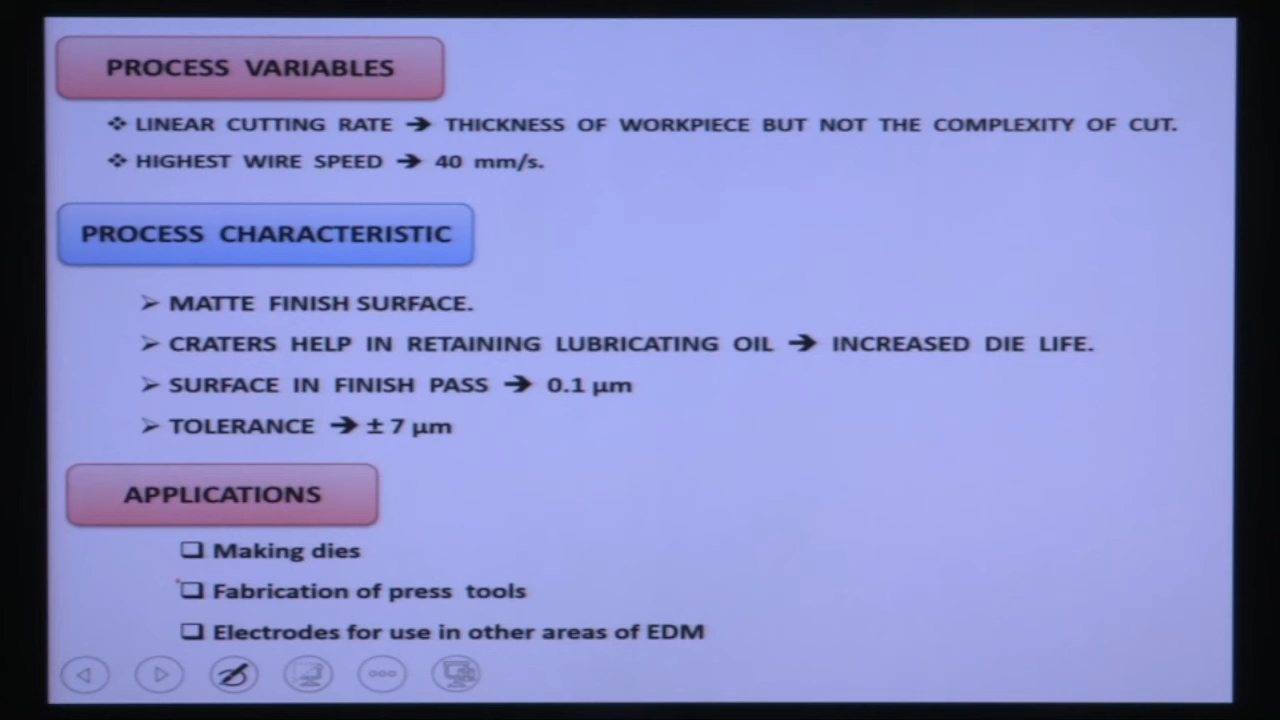 PROCESS VARIABLES
❖ LINEAR CUTTING RATE ➔ THICKNESS OF WORKPIECE BUT NOT THE COMPLEXITY OF CUT.
❖ HIGHEST WIRE SPEED ➔ 40 mm/s.
PROCESS CHARACTERISTIC
➢ MATTE FINISH SURFACE.
➢ CRATERS HELP IN RETAINING LUBRICATING OIL ➔ INCREASED DIE LIFE.
➢ SURFACE IN FINISH PASS ➔ 0.1 µm
➢ TOLERANCE ➔ ± 7 µm
APPLICATIONS
❑ Making dies
❑ Fabrication of press tools
❑ Electrodes for use in other areas of EDM